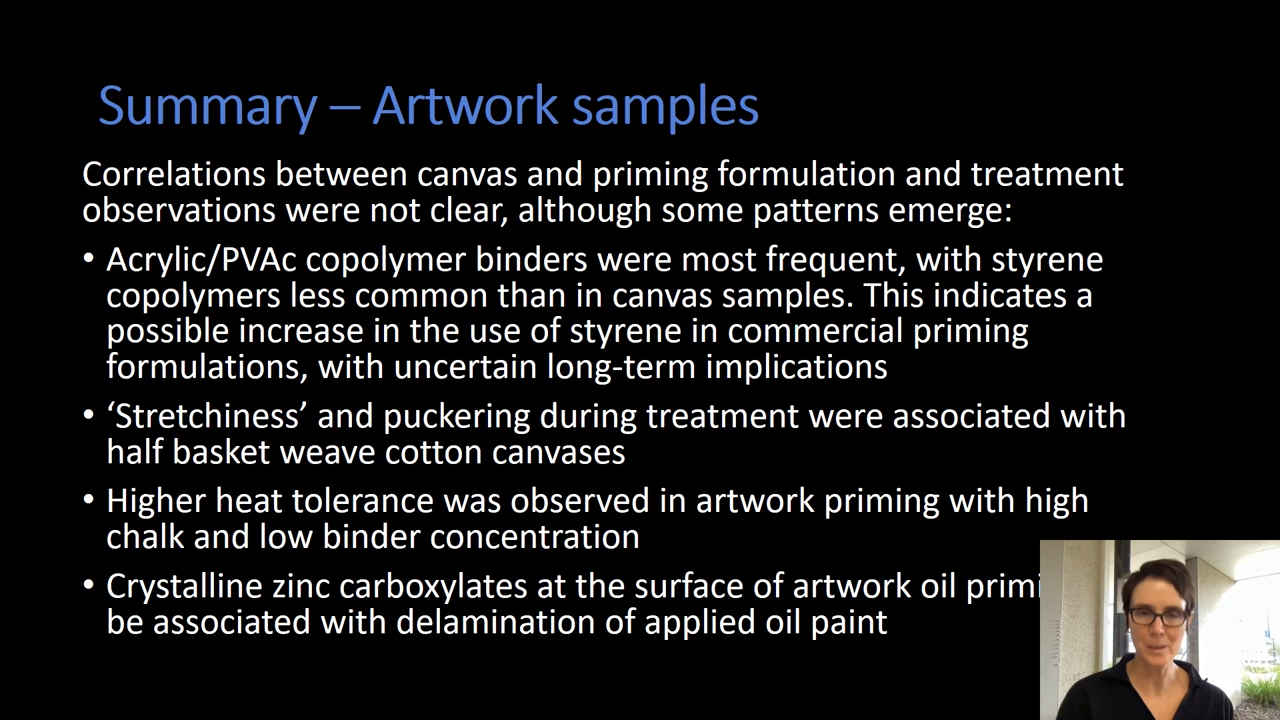 Summary – Artwork samples
Correlations between canvas and priming formulation and treatment
observations were not clear, although some patterns emerge:
• Acrylic/PVAc copolymer binders were most frequent, with styrene
copolymers less common than in canvas samples. This indicates a
possible increase in the use of styrene in commercial priming
formulations, with uncertain long-term implications
• ‘Stretchiness’ and puckering during treatment were associated with
half basket weave cotton canvases
• Higher heat tolerance was observed in artwork priming with high
chalk and low binder concentration
• Crystalline zinc carboxylates at the surface of artwork oil
be associated with delamination of applied oil paint